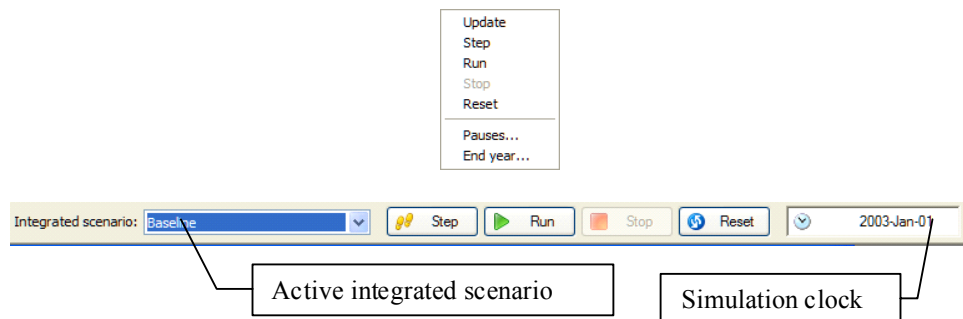 Update
Step
Run
Stop
Reset
Pauses...
End year...
Integrated scenario: Baseline Step Run Stop Reset 2003-Jan-01
Active integrated scenario
Simulation clock